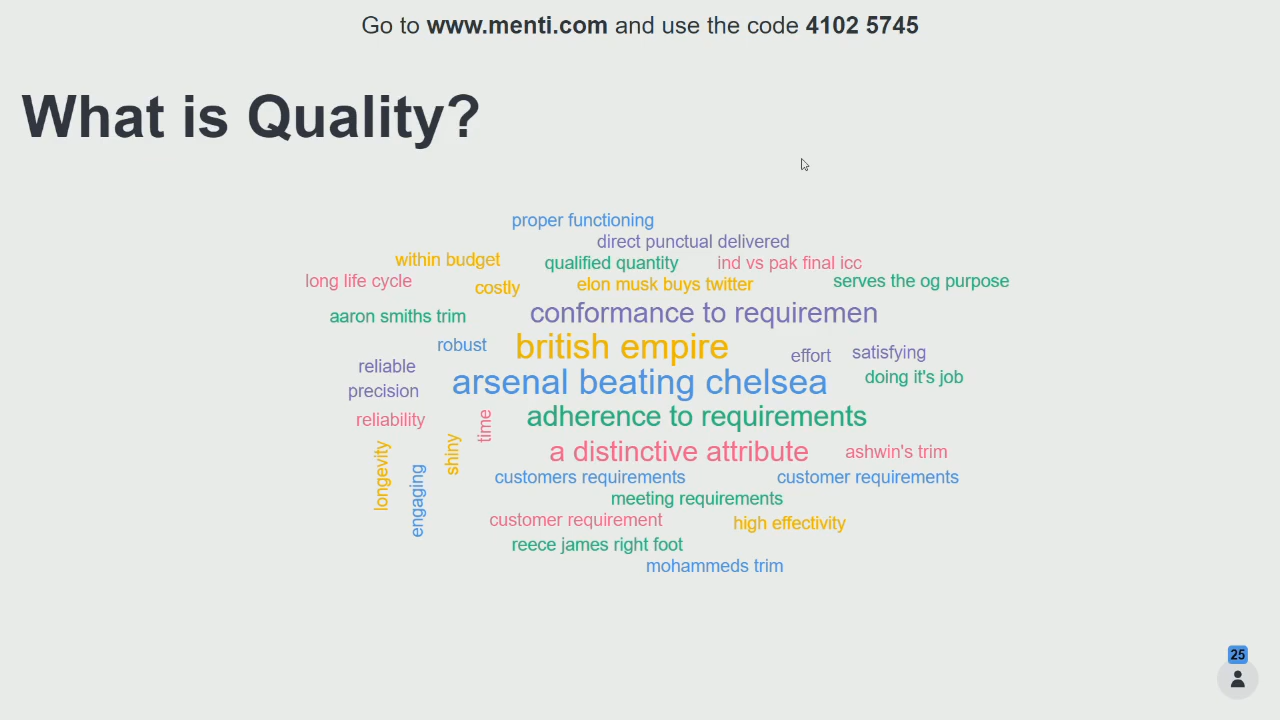 Go to www.menti.com and use the code 4102 5745
What is Quality?
proper functioning
direct punctual delivered
within budget
qualified quantity
ind vs pak final icc
long life cycle
costly
elon musk buys twitter
serves the og purpose
aaron smiths trim
conformance to requiremen
robust
british empire
effort
satisfying
reliable
precision
arsenal beating chelsea
doing it's job
reliability
time
adherence to requirements
longevity
engaging
shiny
a distinctive attribute
ashwin's trim
customers requirements
customer requirements
meeting requirements
customer requirement
high effectivity
reece james right foot
mohammeds trim
25